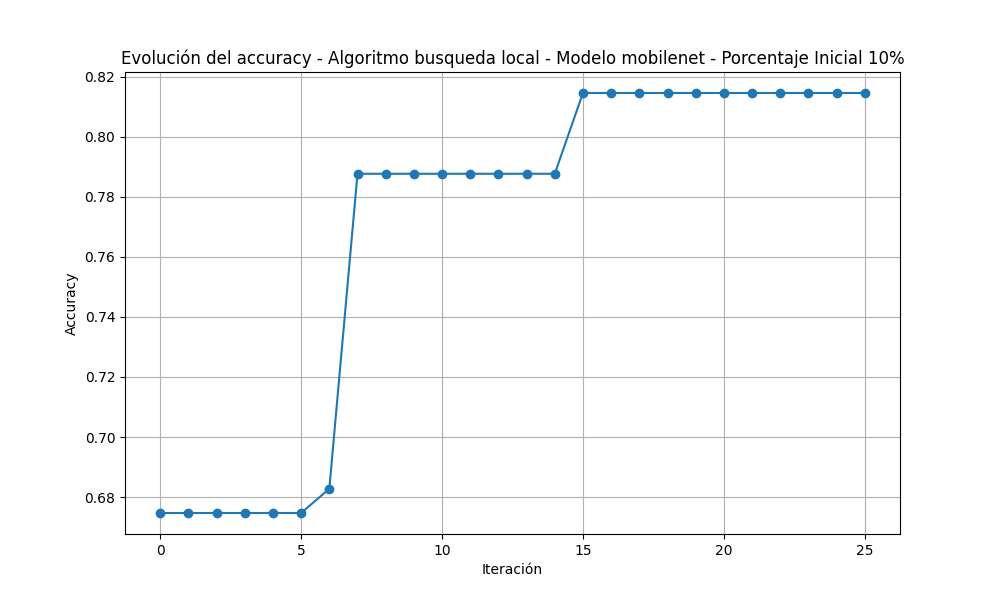 Evolución del accuracy - Algoritmo busqueda local - Modelo mobilenet - Porcentaje Inicial 10%
0.82
0.80
0.78
0.76
0.74
0.72
0.70
0.68
Accuracy
0 5 10 15 20 25
Iteración